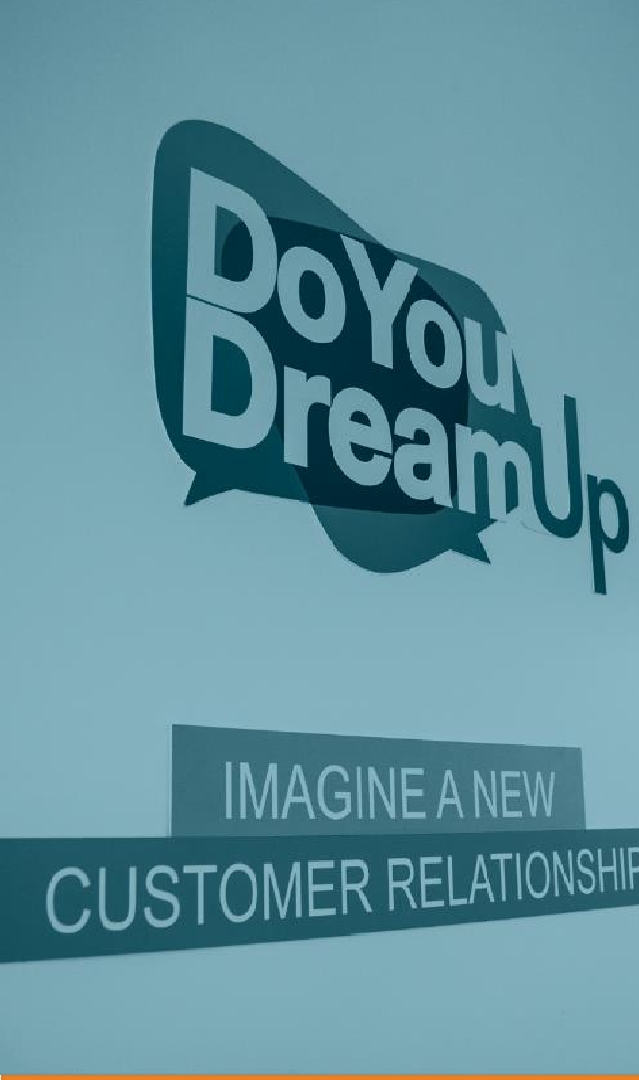 DoYou
DreamUp
IMAGINE A NEW
CUSTOMER RELATIONSHIP